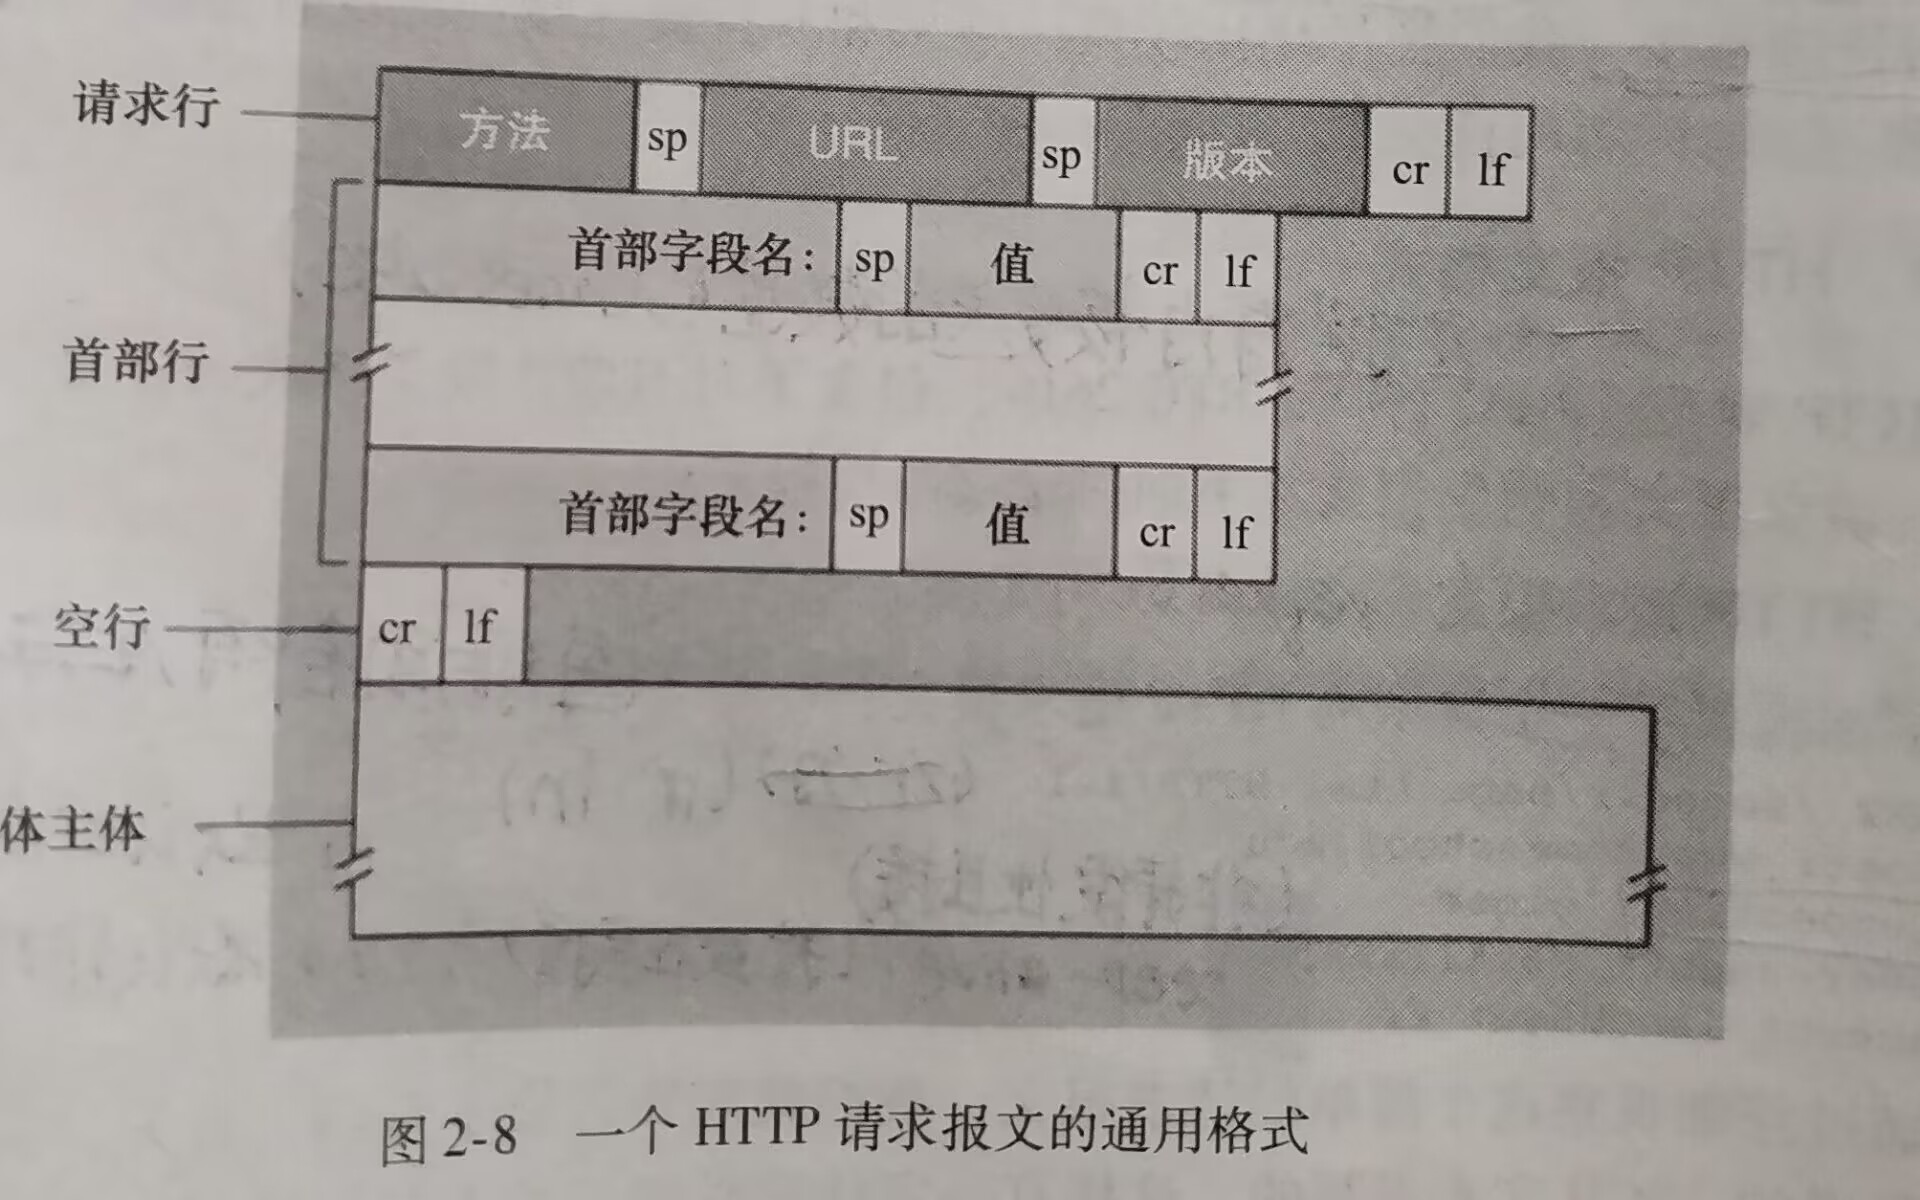 请求行 方法 sp URL sp 版本 cr lf
首部字段名: sp 值 cr lf
首部行
首部字段名: sp 值 cr lf
空行 cr lf
体主体
图 2-8 一个 HTTP 请求报文的通用格式